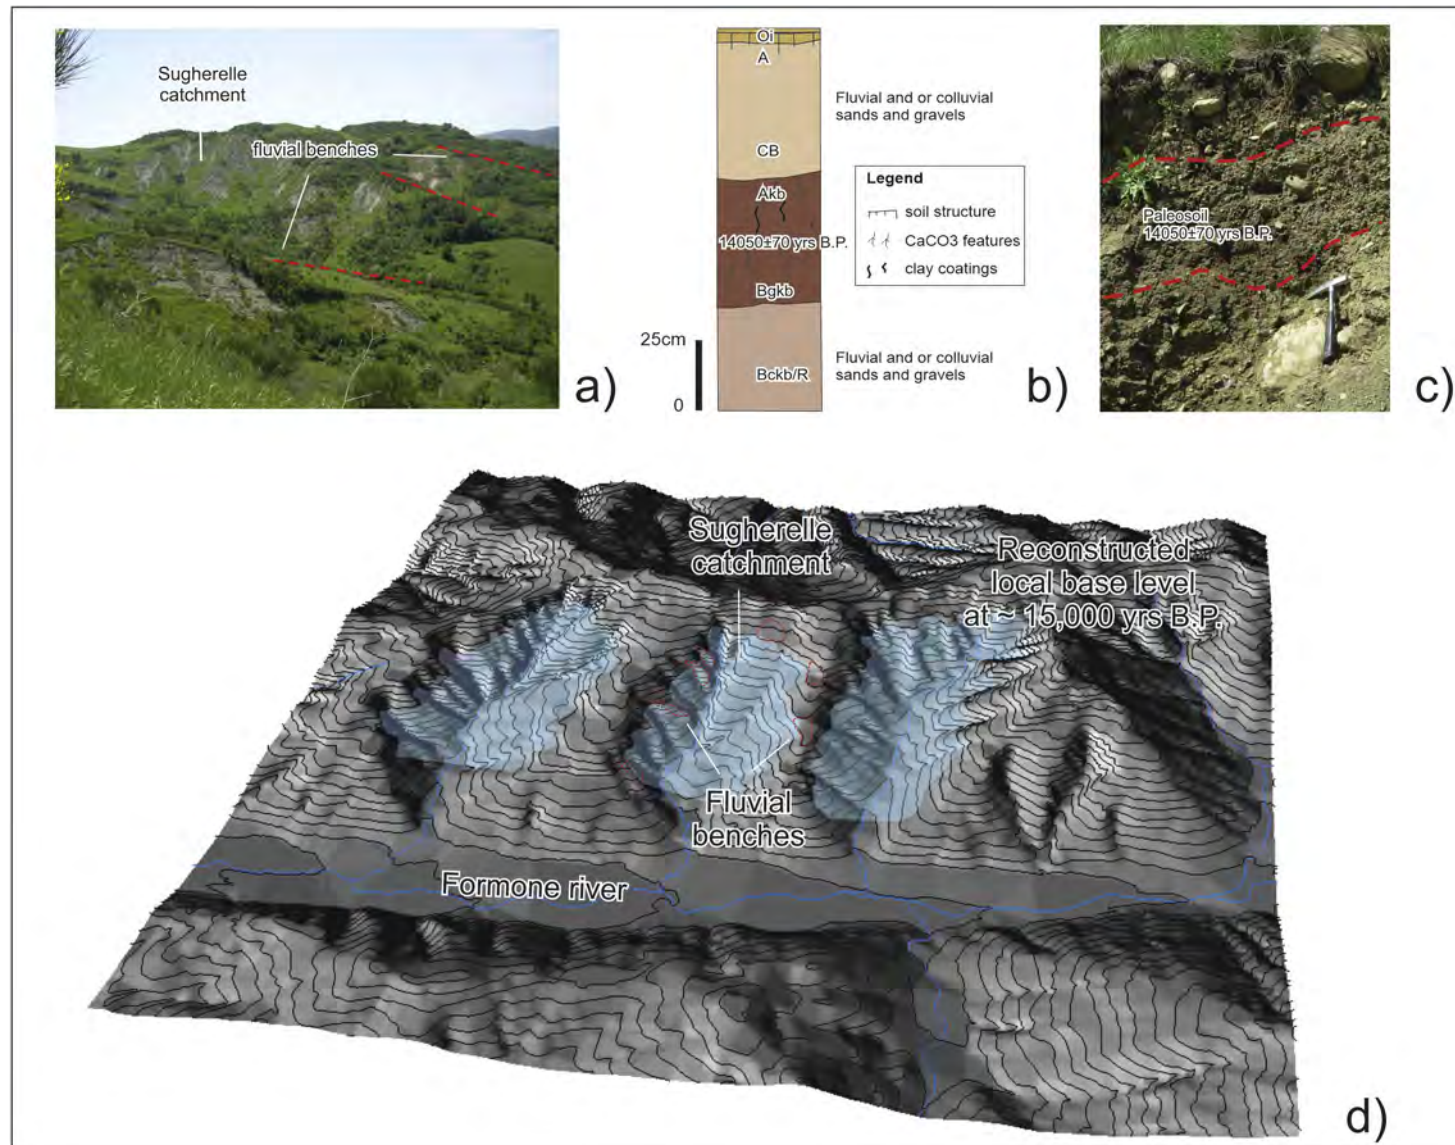 Sugherelle
catchment
fluvial benches
a)
Oi
A
CB
Akb
14050±70 yrs B.P.
Bgkb
Bckb/R
25cm
0
Fluvial and or colluvial
sands and gravels
Legend
soil structure
CaCO3 features
clay coatings
Fluvial and or colluvial
sands and gravels
b)
Paleosoil
14050±70 yrs B.P.
c)
Sugherelle
catchment
Reconstructed
local base level
at ≈ 15,000 yrs B.P.
Fluvial
benches
Formone river
d)